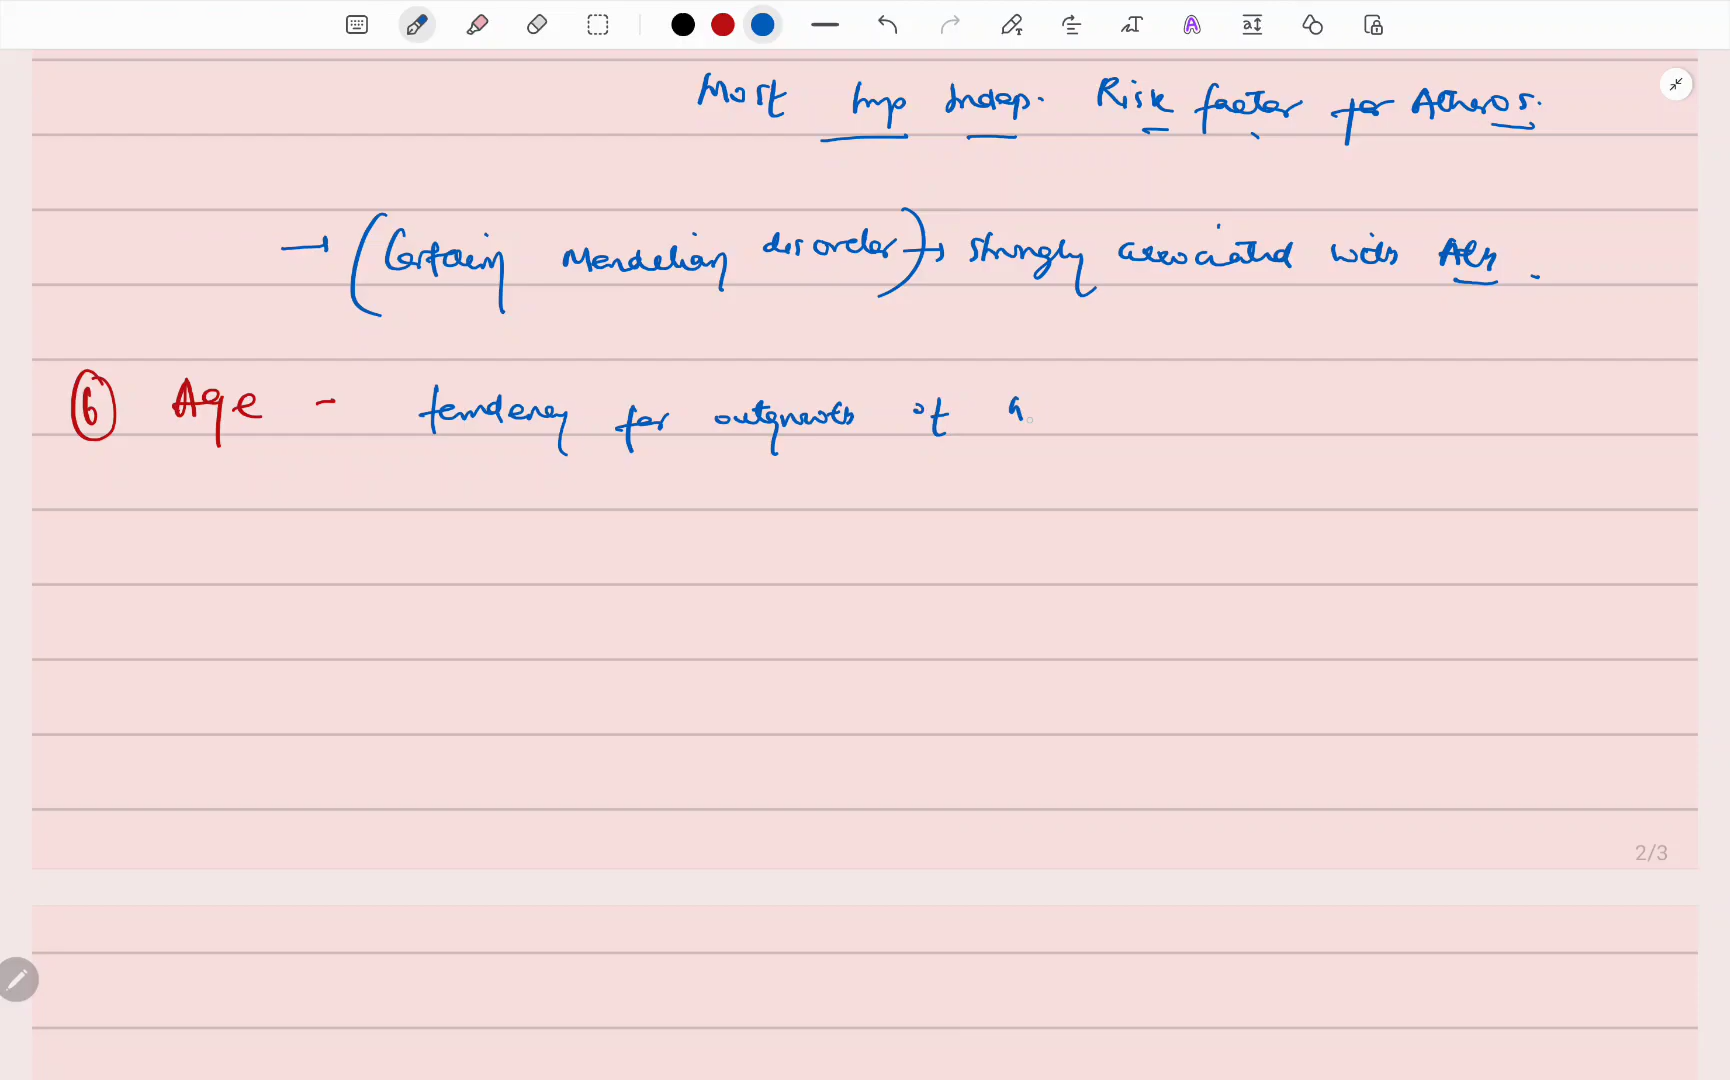 Most Imp Indep. Risk factor for Atheros.
→ (Certain Mendelian disorder) → strongly associated with
6 Age - tendency for outgrowth of
2/3